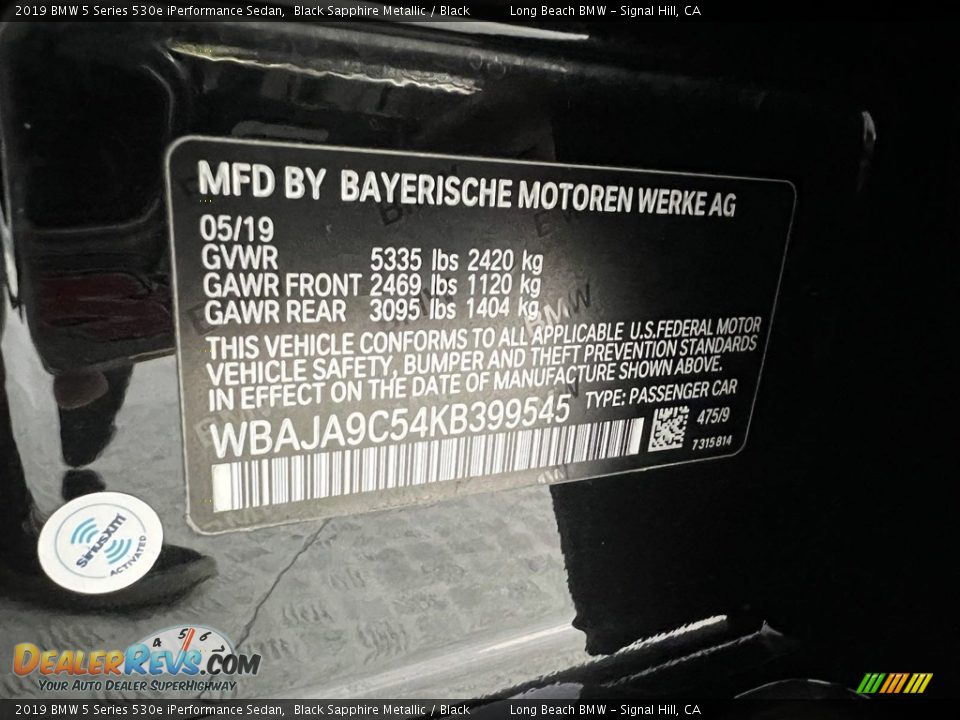 2019 BMW 5 Series 530e iPerformance Sedan, Black Sapphire Metallic / Black Long Beach BMW - Signal Hill, CA
MFD BY BAYERISCHE MOTOREN WERKE AG
05/19
GVWR 5335 lbs 2420 kg
GAWR FRONT 2469 lbs 1120 kg
GAWR REAR 3095 lbs 1404 kg
THIS VEHICLE CONFORMS TO ALL APPLICABLE U.S.FEDERAL MOTOR
VEHICLE SAFETY, BUMPER AND THEFT PREVENTION STANDARDS
IN EFFECT ON THE DATE OF MANUFACTURE SHOWN ABOVE.
TYPE: PASSENGER CAR
WBAJA9C54KB399545
475/9
7315814
SiriusXM
ACTIVATED
4 5 6
DEALERREVS.COM
YOUR AUTO DEALER SUPERHIGHWAY
2019 BMW 5 Series 530e iPerformance Sedan, Black Sapphire Metallic / Black Long Beach BMW - Signal Hill, CA